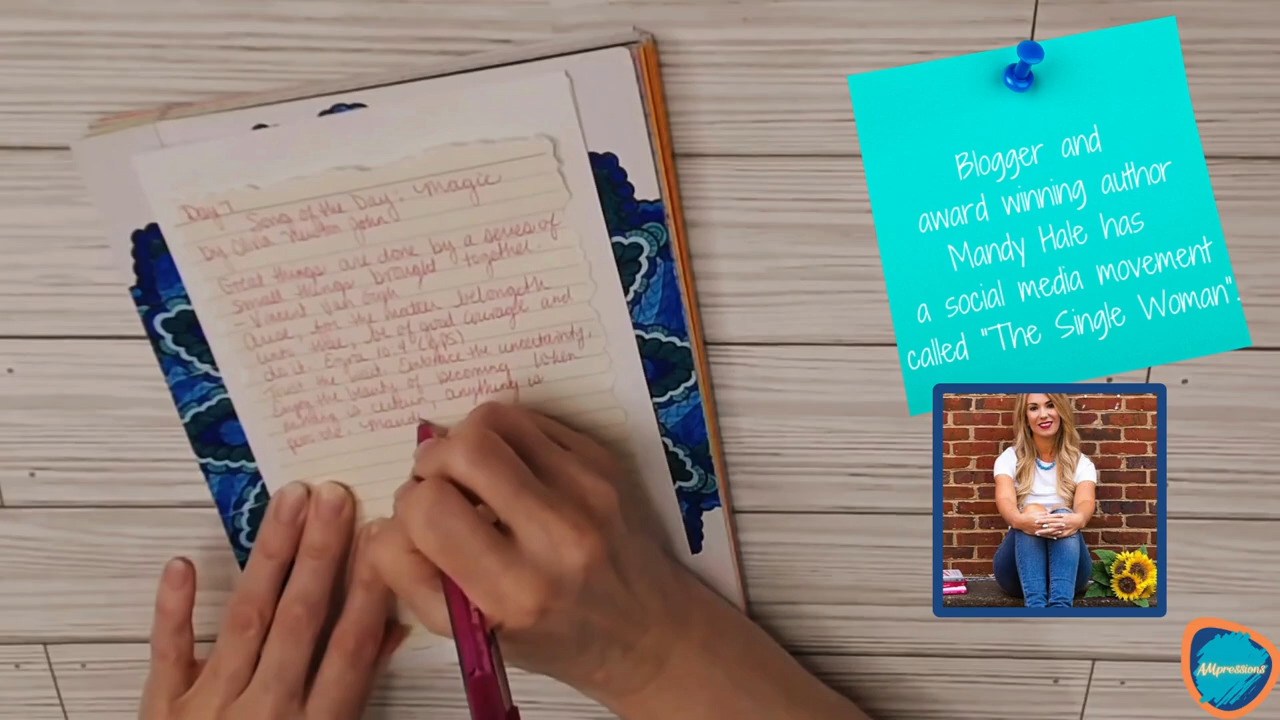 Day 7
Song of the Day: Magic
by Olivia Newton John
Great things are done by a series of
small things brought together.
-Vincent Van Gogh
Arise, for the matter belongeth
unto thee, be of good courage and
do it. Ezra 10:4 (JPS)
Trust the wait. Embrace the uncertainty.
Enjoy the beauty of becoming. When
nothing is certain, anything is
possible. Mandy
Blogger and
award winning author
Mandy Hale has
a social media movement
called "The Single Woman".
AMpressions